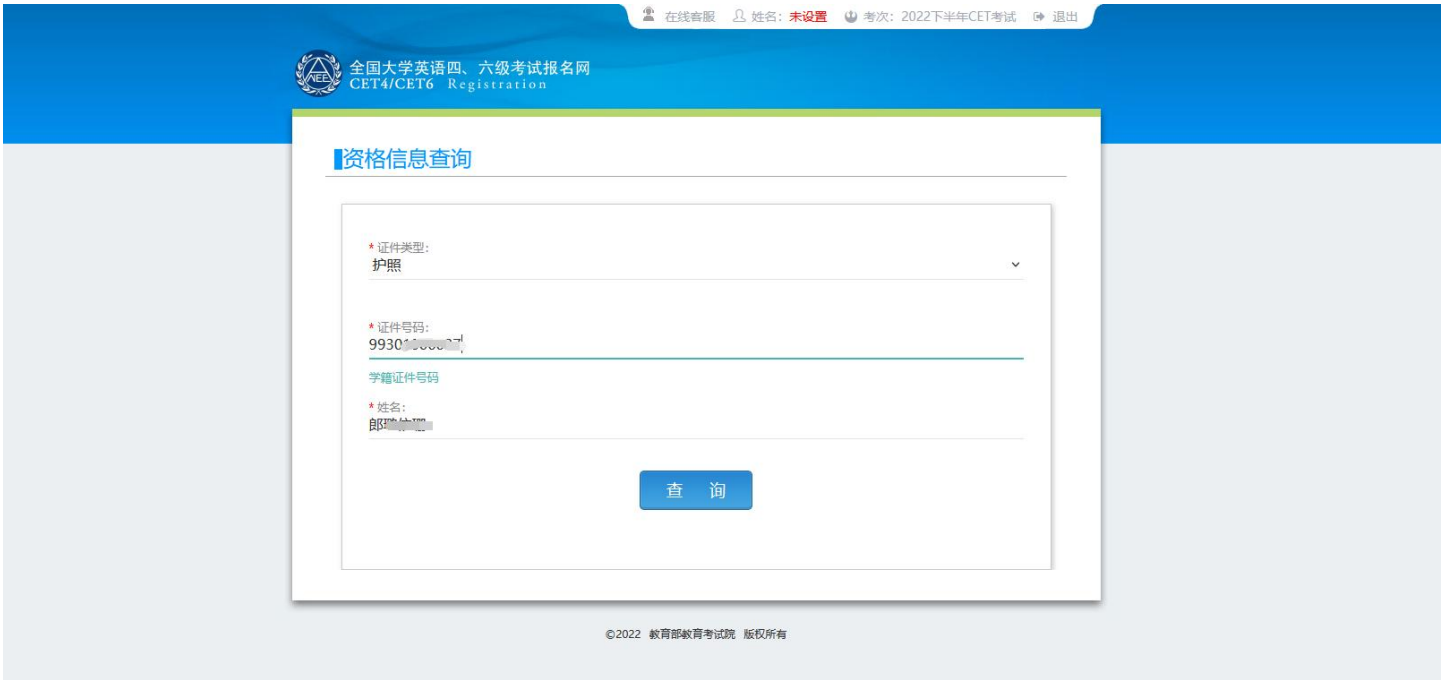 在线客服 姓名：未设置 考次：2022下半年CET考试 退出
全国大学英语四、六级考试报名网
CET4/CET6 Registration
资格信息查询
* 证件类型：
护照
* 证件号码：
9930
学籍证件号码
* 姓名：
郎
查 询
©2022 教育部教育考试院 版权所有